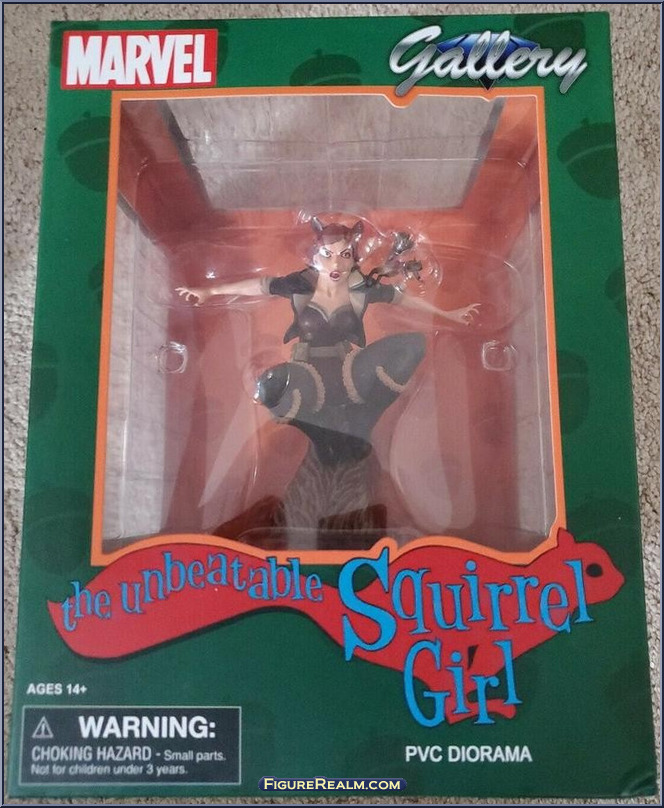 MARVEL
Gallery
the unbeatable
Squirrel
Girl
AGES 14+
WARNING:
CHOKING HAZARD - Small parts.
Not for children under 3 years.
PVC DIORAMA
FigureRealm.com